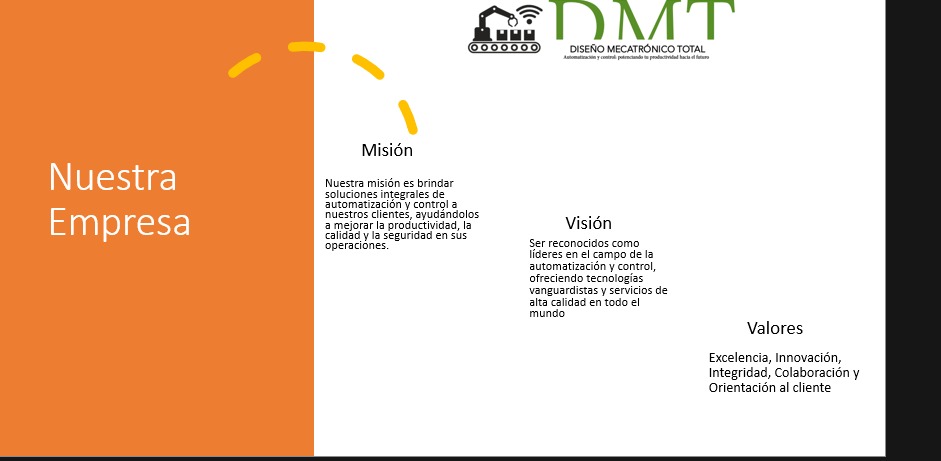 DMT
DISEÑO MECATRÓNICO TOTAL
Automatización y control: potenciando tu productividad hacia el futuro
Nuestra
Empresa
Misión
Nuestra misión es brindar
soluciones integrales de
automatización y control a
nuestros clientes, ayudándolos
a mejorar la productividad, la
calidad y la seguridad en sus
operaciones.
Visión
Ser reconocidos como
líderes en el campo de la
automatización y control,
ofreciendo tecnologías
vanguardistas y servicios de
alta calidad en todo el
mundo
Valores
Excelencia, Innovación,
Integridad, Colaboración y
Orientación al cliente